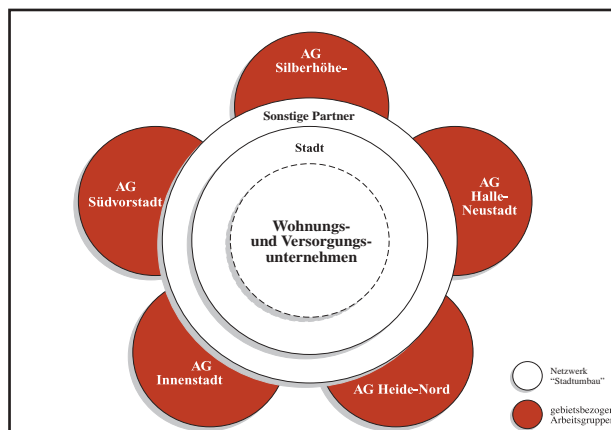 AG
Silberhöhe-
Sonstige Partner
Stadt
AG
Südvorstadt
AG
Halle-
Neustadt
Wohnungs-
und Versorgungs-
unternehmen
AG
Innenstadt
AG Heide-Nord
Netzwerk
“Stadtumbau”
gebietsbezogen
Arbeitsgruppen